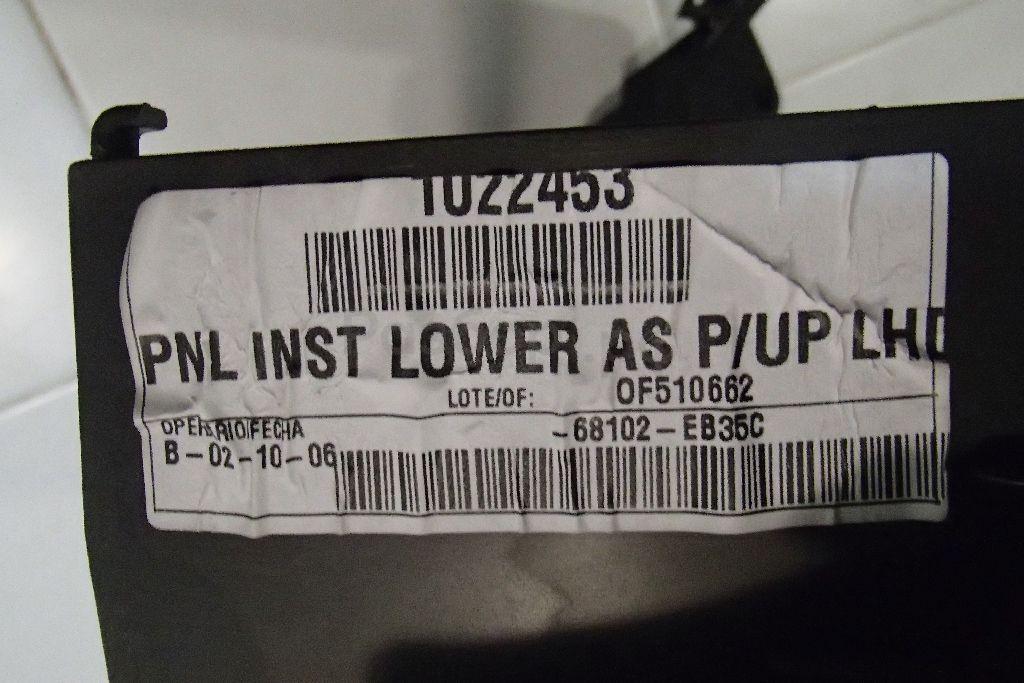 1022453
PNL INST LOWER AS P/UP LHD
LOTE/OF: OF510662
OPERARIO/FECHA -68102-EB35C
B-02-10-06